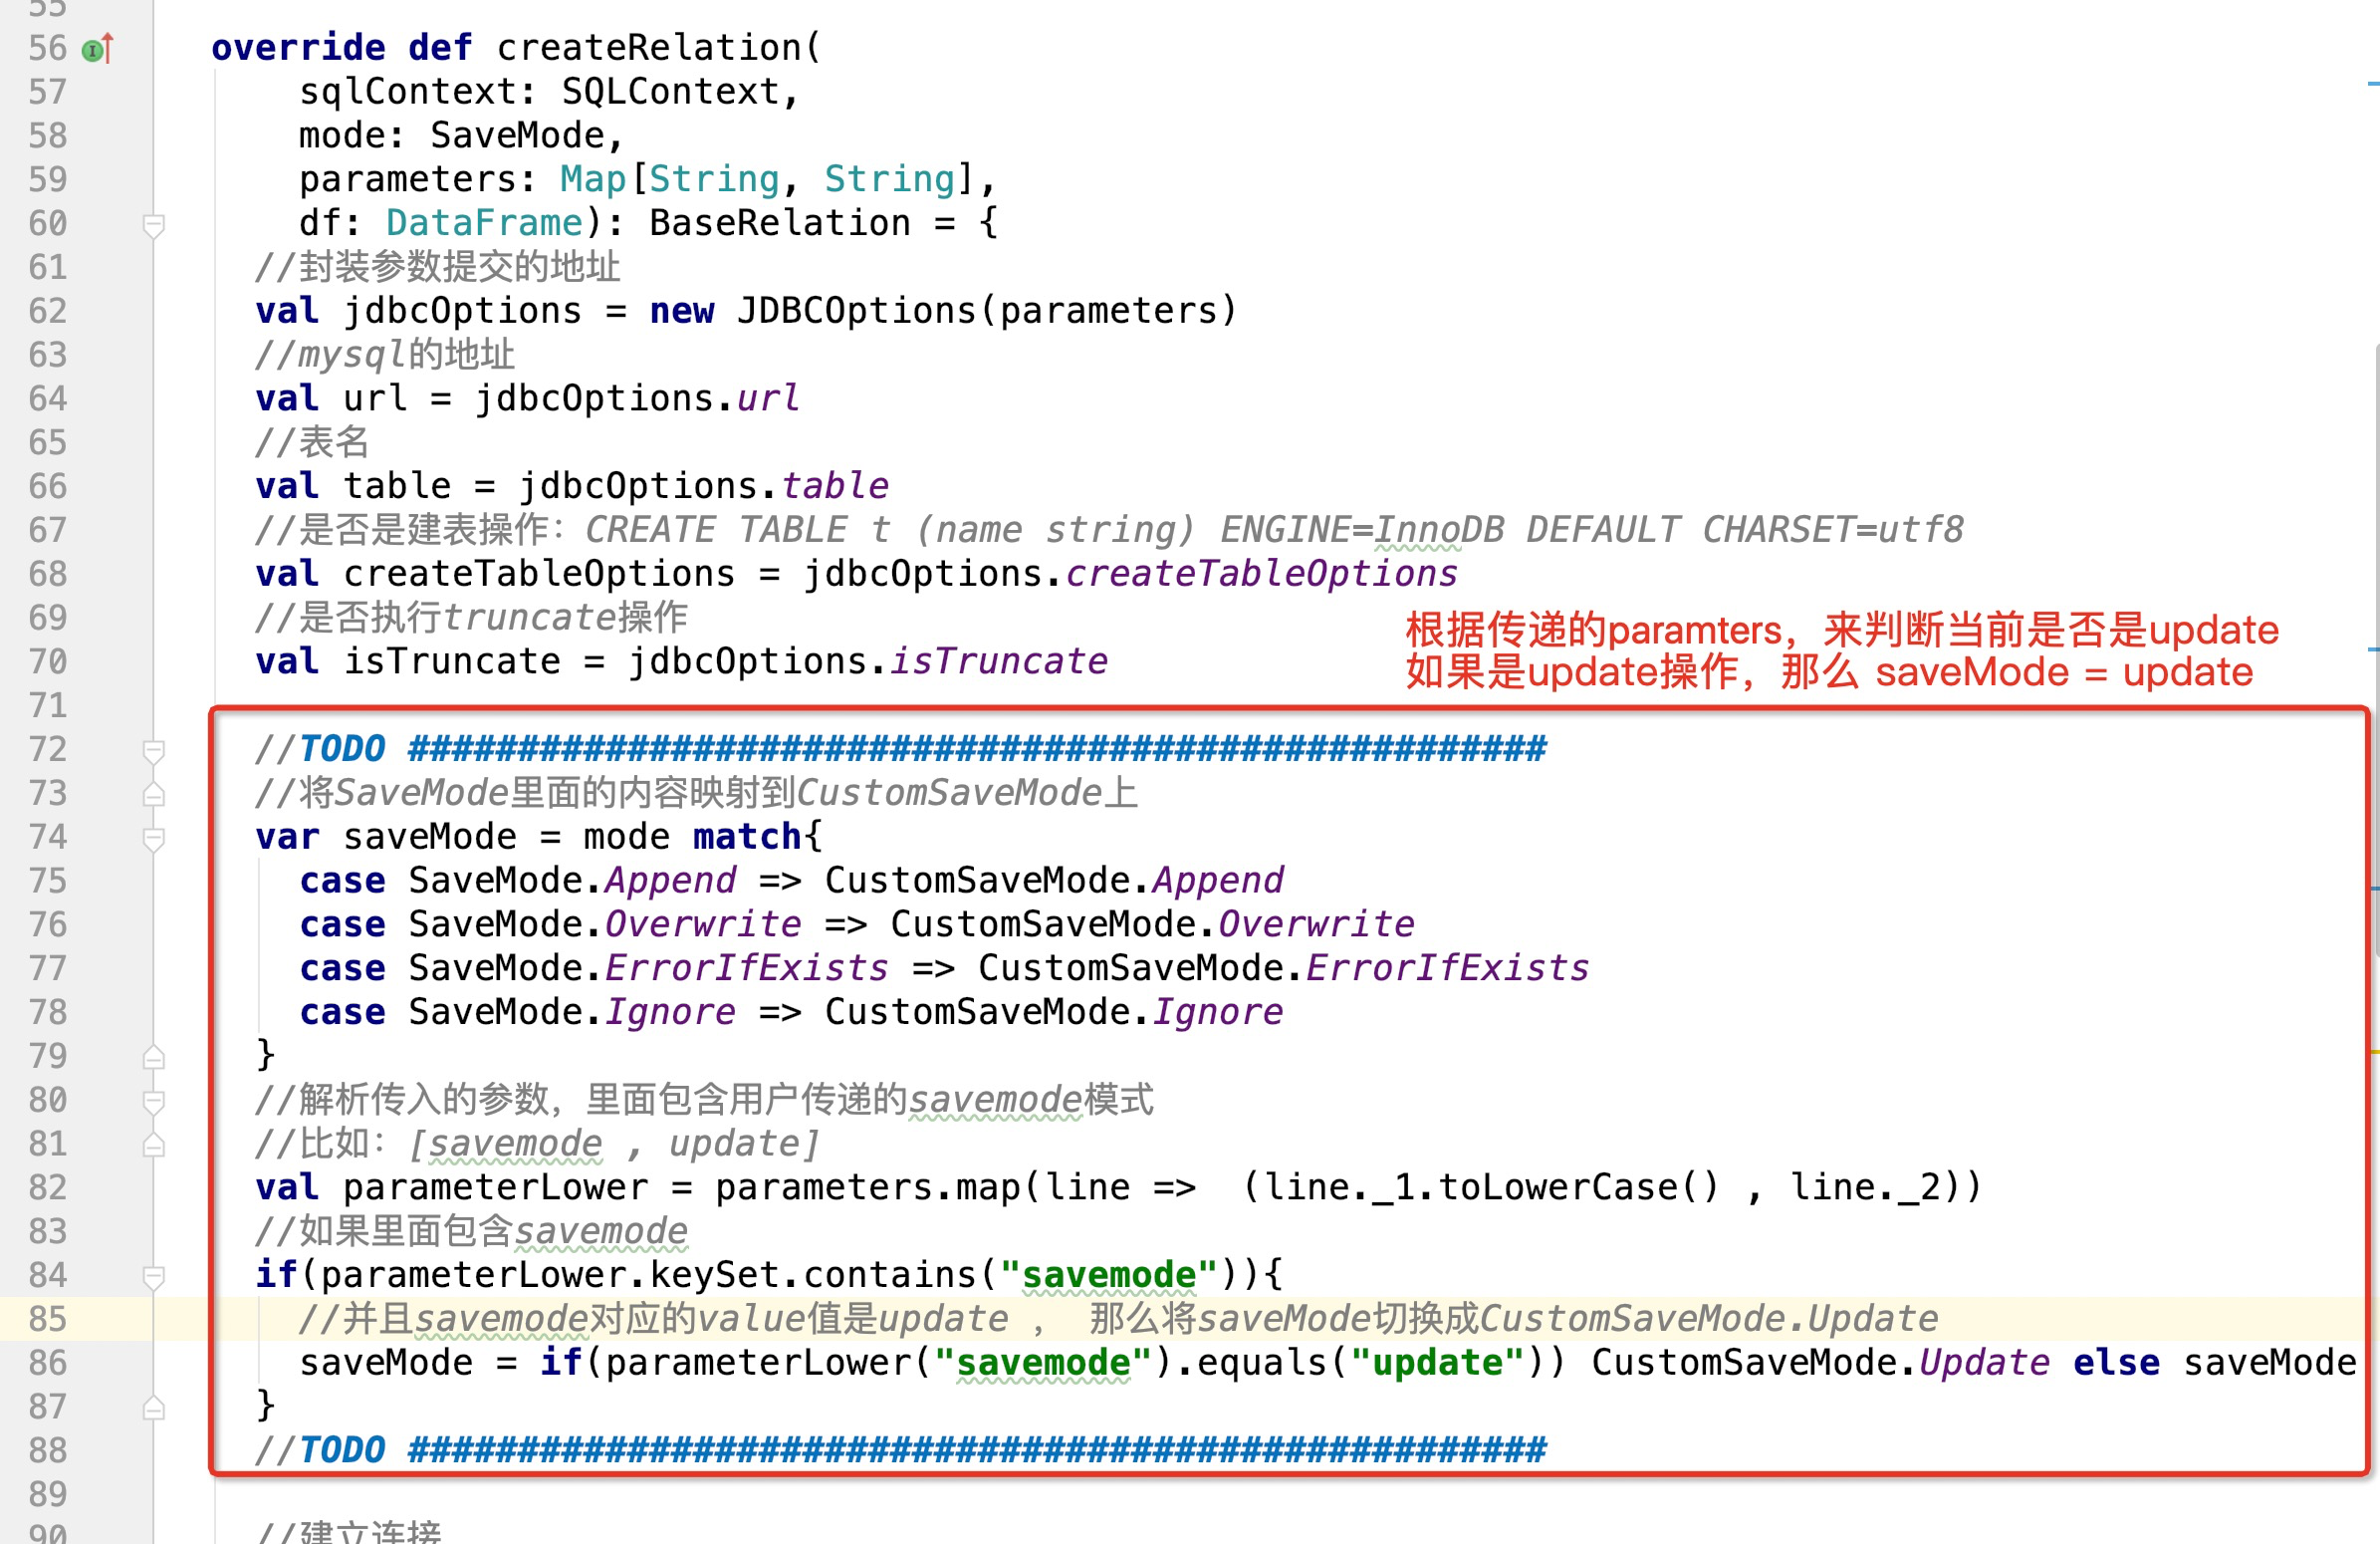 55
56 override def createRelation(
57 sqlContext: SQLContext,
58 mode: SaveMode,
59 parameters: Map[String, String],
60 df: DataFrame): BaseRelation = {
61 //封装参数提交的地址
62 val jdbcOptions = new JDBCOptions(parameters)
63 //mysql的地址
64 val url = jdbcOptions.url
65 //表名
66 val table = jdbcOptions.table
67 //是否是建表操作：CREATE TABLE t (name string) ENGINE=InnoDB DEFAULT CHARSET=utf8
68 val createTableOptions = jdbcOptions.createTableOptions
69 //是否执行truncate操作
根据传递的paramters，来判断当前是否是update
70 val isTruncate = jdbcOptions.isTruncate
如果是update操作，那么 saveMode = update
71
72 //TODO ####################################################
73 //将SaveMode里面的内容映射到CustomSaveMode上
74 var saveMode = mode match{
75 case SaveMode.Append => CustomSaveMode.Append
76 case SaveMode.Overwrite => CustomSaveMode.Overwrite
77 case SaveMode.ErrorIfExists => CustomSaveMode.ErrorIfExists
78 case SaveMode.Ignore => CustomSaveMode.Ignore
79 }
80 //解析传入的参数，里面包含用户传递的savemode模式
81 //比如：[savemode , update]
82 val parameterLower = parameters.map(line =>  (line._1.toLowerCase() , line._2))
83 //如果里面包含savemode
84 if(parameterLower.keySet.contains("savemode")){
85 //并且savemode对应的value值是update ， 那么将saveMode切换成CustomSaveMode.Update
86 saveMode = if(parameterLower("savemode").equals("update")) CustomSaveMode.Update else saveMode
87 }
88 //TODO ####################################################
89
90 //建立连接